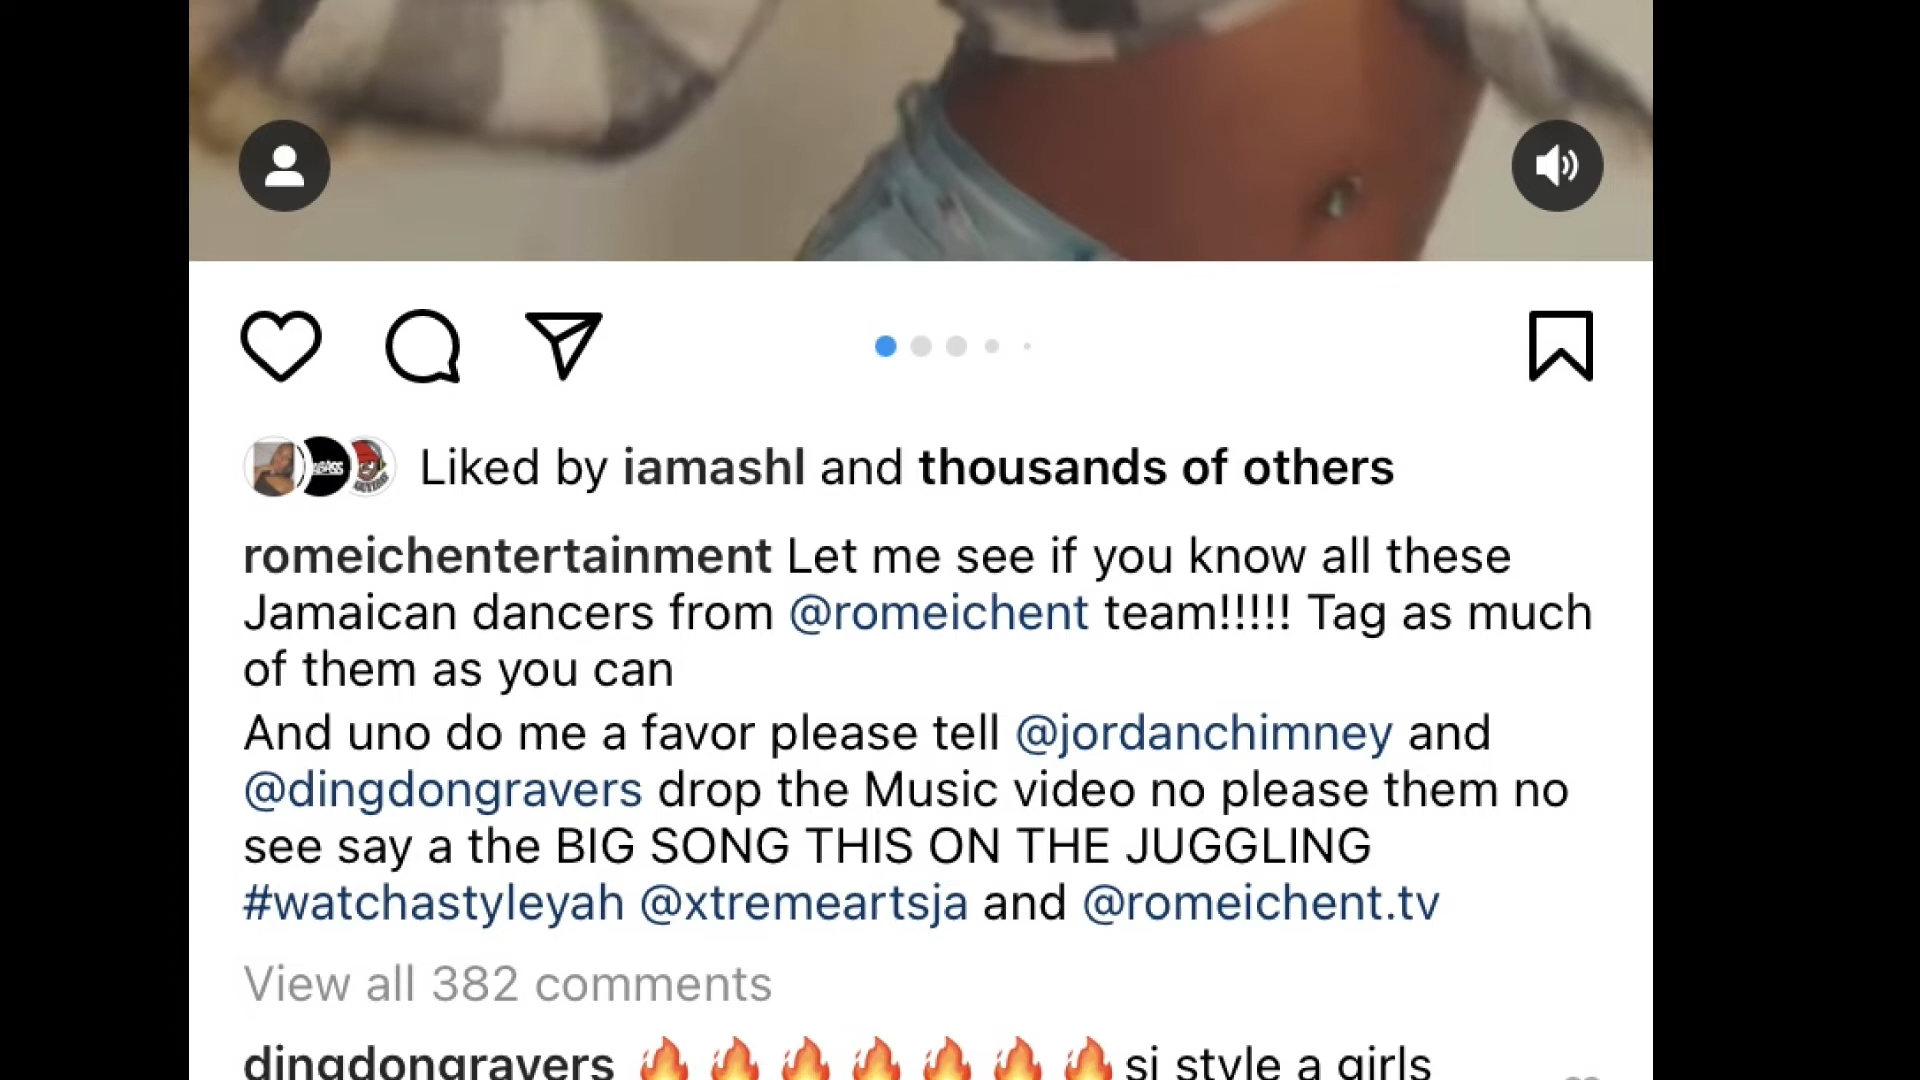 Liked by iamashl and thousands of others
romeichentertainment Let me see if you know all these
Jamaican dancers from @romeichent team!!!!! Tag as much
of them as you can
And uno do me a favor please tell @jordanchimney and
@dingdongravers drop the Music video no please them no
see say a the BIG SONG THIS ON THE JUGGLING
#watchastyleyah @xtremeartsja and @romeichent.tv
View all 382 comments
dingdongravers 🔥🔥🔥🔥🔥🔥🔥si style a girls